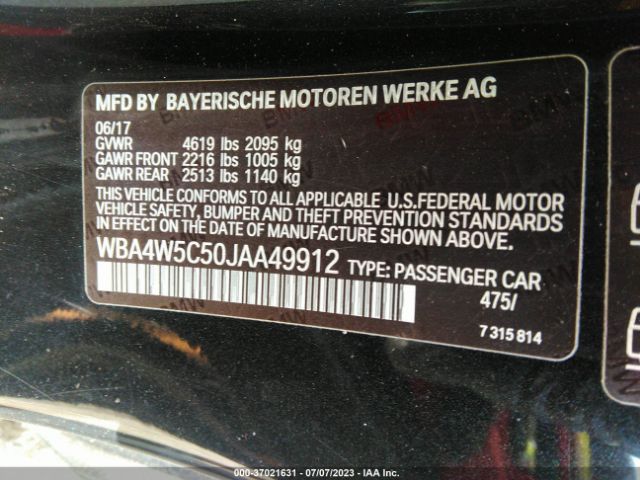 MFD BY BAYERISCHE MOTOREN WERKE AG
06/17
GVWR 4619 lbs 2095 kg
GAWR FRONT 2216 lbs 1005 kg
GAWR REAR 2513 lbs 1140 kg
THIS VEHICLE CONFORMS TO ALL APPLICABLE U.S.FEDERAL MOTOR
VEHICLE SAFETY, BUMPER AND THEFT PREVENTION STANDARDS
IN EFFECT ON THE DATE OF MANUFACTURE SHOWN ABOVE.
WBA4W5C50JAA49912 TYPE: PASSENGER CAR
475/
7 315 814
000-37021631 - 07/07/2023 - IAA Inc.